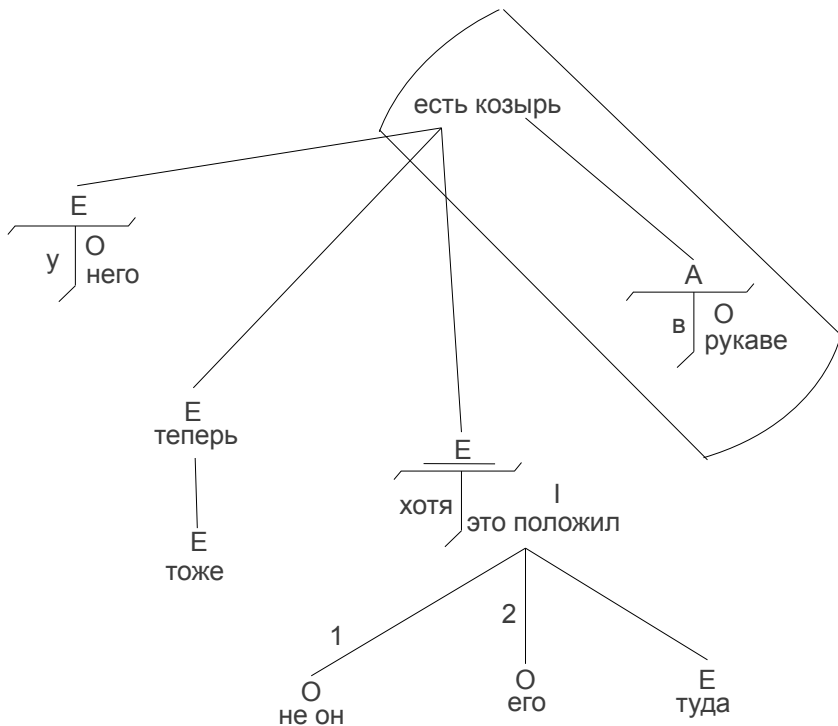 есть козырь
E
у O
него
A
в O
рукаве
E
теперь
E
хотя I
это положил
E
тоже
1 2
O
не он
O
его
E
туда